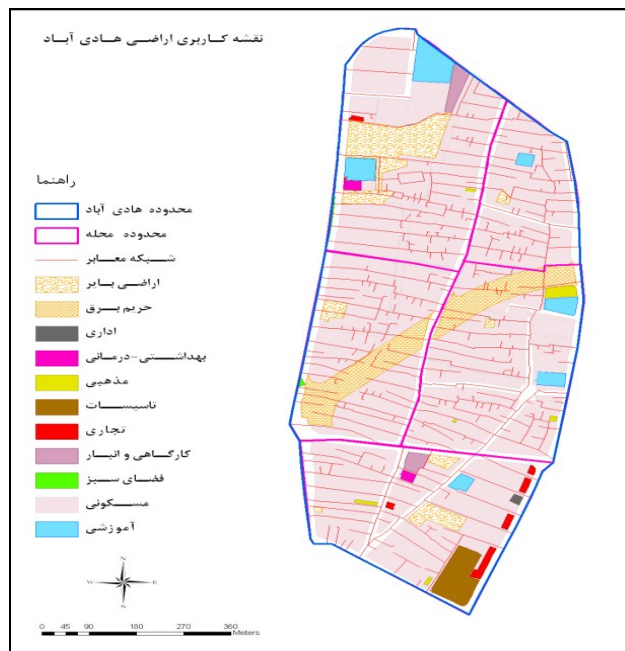 نقشه کاربری اراضی هادی آباد
راهنما
محدوده هادی آباد
محدوده محله
شبکه معابر
اراضی بایر
حریم برق
اداری
بهداشتی-درمانی
مذهبی
تاسیسات
تجاری
کارگاهی و انبار
فضای سبز
مسکونی
آموزشی
N
W E
S
0 45 90 180 270 360
Meters